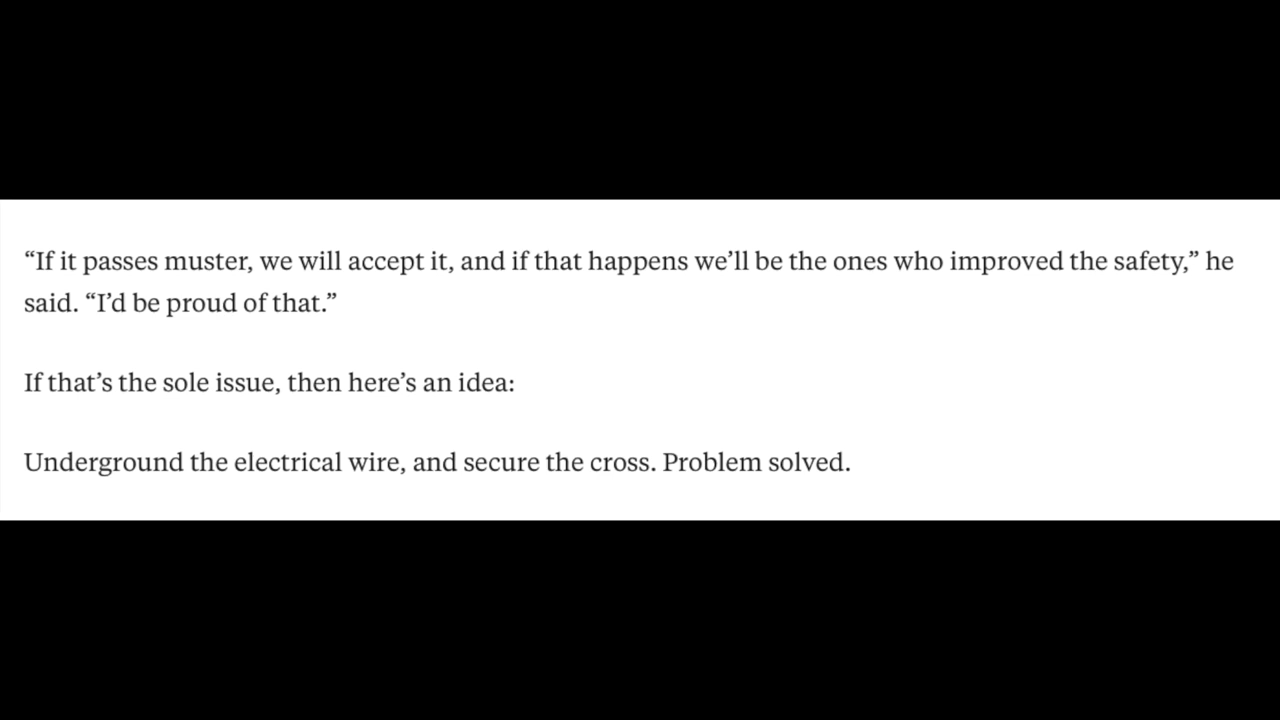 “If it passes muster, we will accept it, and if that happens we’ll be the ones who improved the safety,” he
said. “I’d be proud of that.”
If that’s the sole issue, then here’s an idea:
Underground the electrical wire, and secure the cross. Problem solved.